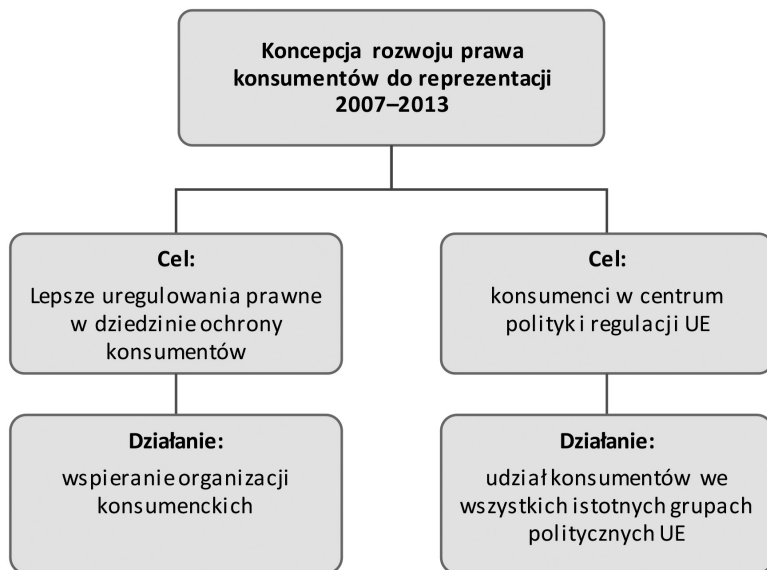 Koncepcja rozwoju prawa
konsumentów do reprezentacji
2007–2013
Cel:
Lepsze uregulowania prawne
w dziedzinie ochrony
konsumentów
Cel:
konsumenci w centrum
polityk i regulacji UE
Działanie:
wspieranie organizacji
konsumenckich
Działanie:
udział konsumentów we
wszystkich istotnych grupach
politycznych UE